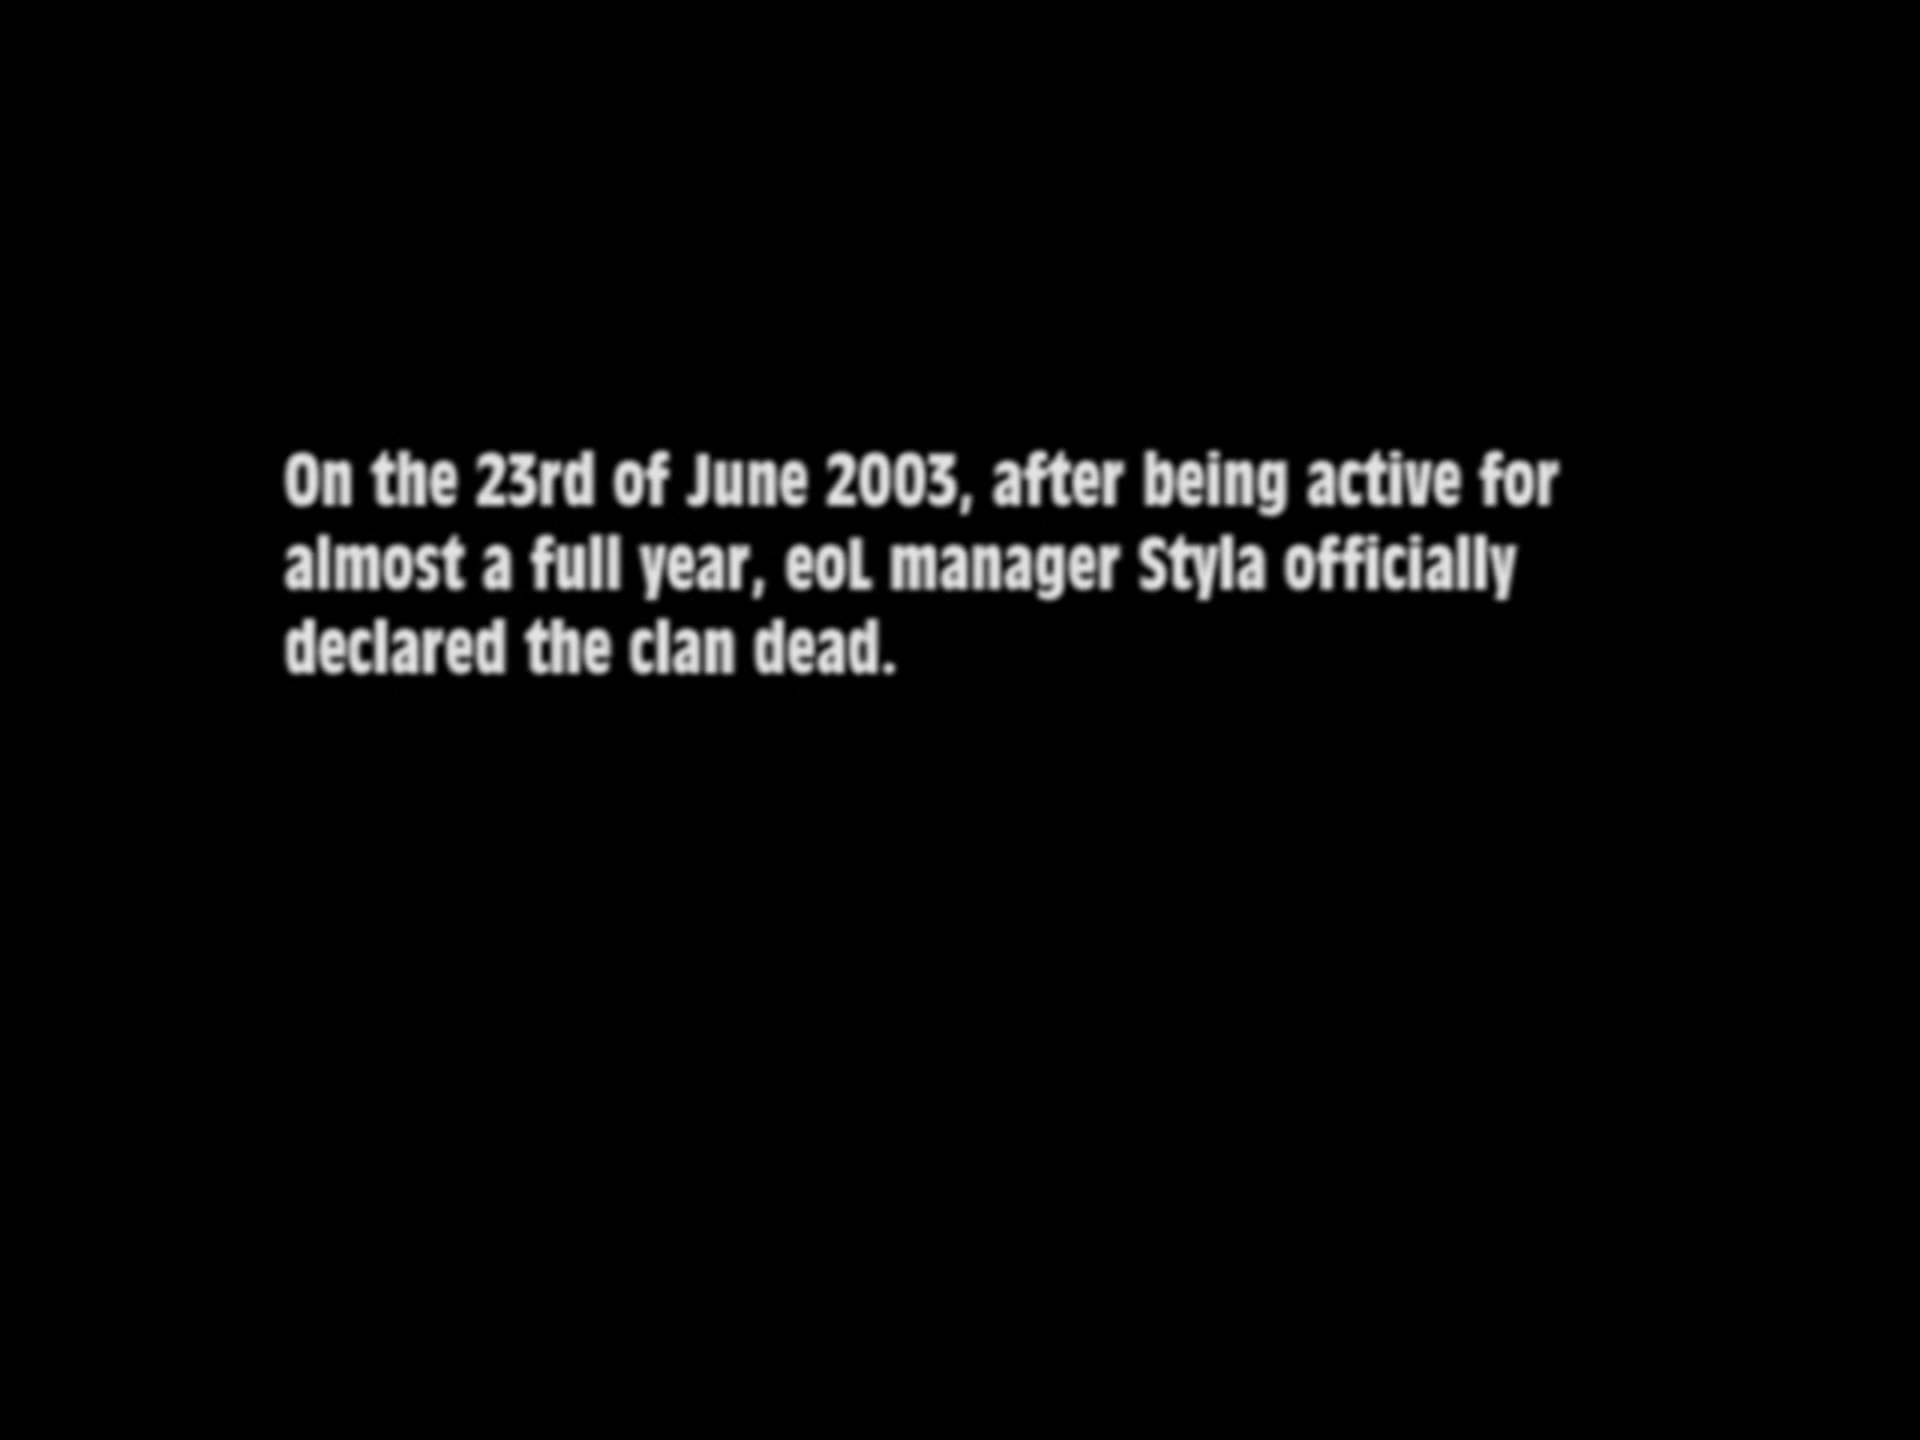 On the 23rd of June 2003, after being active for
almost a full year, eoL manager Styla officially
declared the clan dead.